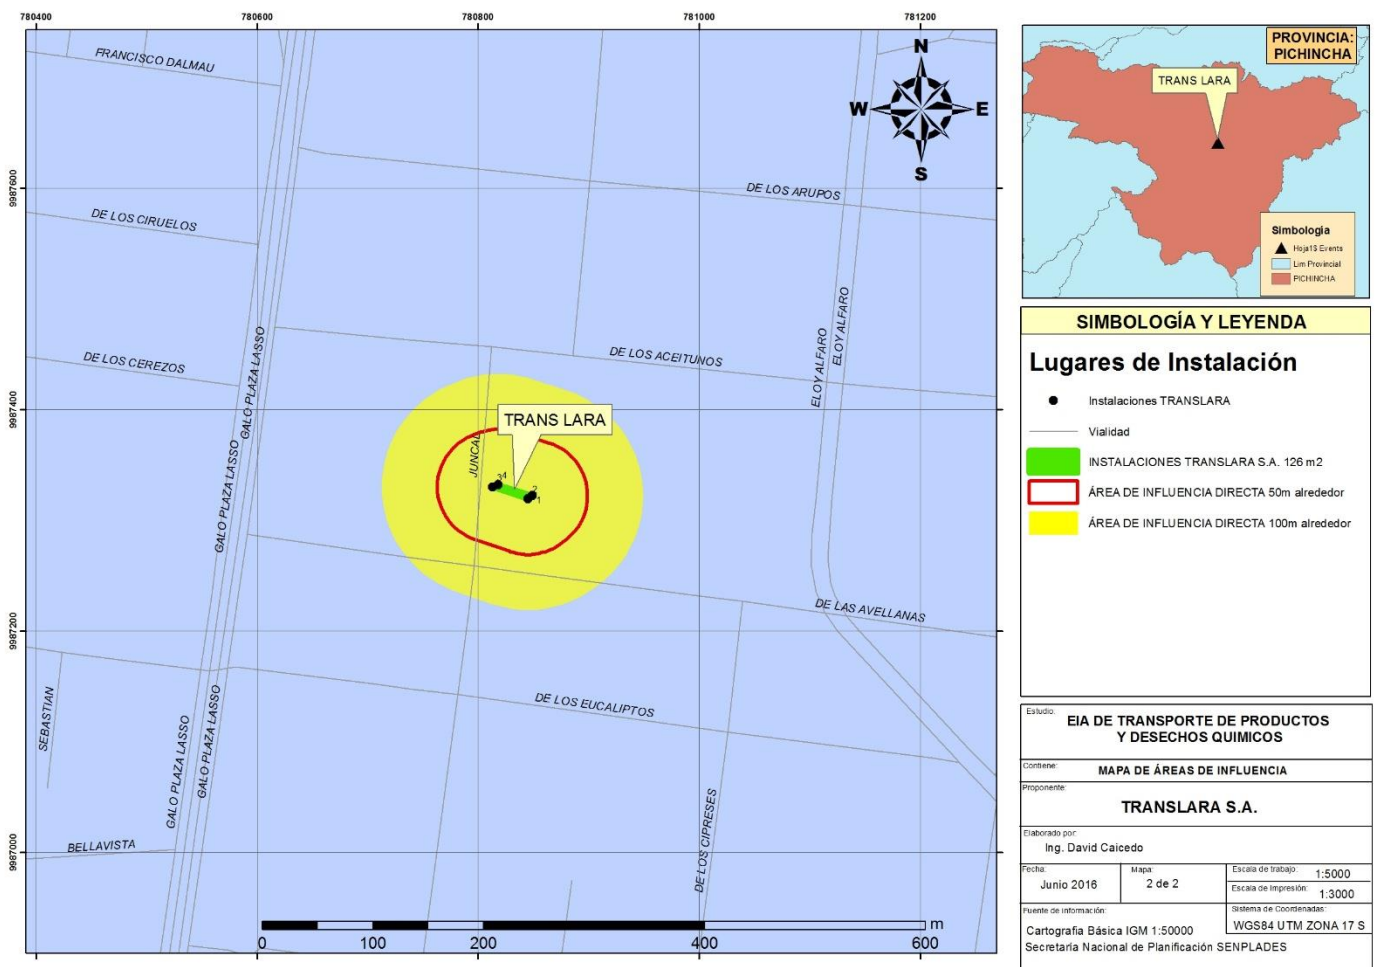 780400
780600
780800
781000
781200
9987600
9987400
9987200
9987000
FRANCISCO DALMAU
DE LOS CIRUELOS
DE LOS CEREZOS
GALO PLAZA LASSO
GALO PLAZA LASSO
GALO PLAZA LASSO
GALO PLAZA LASSO
SEBASTIAN
BELLAVISTA
DE LOS ARUPOS
DE LOS ACEITUNOS
ELOY ALFARO
ELOY ALFARO
JUNCAL
TRANS LARA
3
4
2
1
DE LAS AVELLANAS
DE LOS EUCALIPTOS
DE LOS CIPRESES
N
W
E
S
0
100
200
400
600
m
PROVINCIA:
PICHINCHA
TRANS LARA
Simbologia
Hoja1$ Events
Lim Provincial
PICHINCHA
SIMBOLOGÍA Y LEYENDA
Lugares de Instalación
Instalaciones TRANSLARA
Vialidad
INSTALACIONES TRANSLARA S.A. 126 m2
ÁREA DE INFLUENCIA DIRECTA 50m alrededor
ÁREA DE INFLUENCIA DIRECTA 100m alrededor
Estudio:
EIA DE TRANSPORTE DE PRODUCTOS
Y DESECHOS QUIMICOS
Contiene:
MAPA DE ÁREAS DE INFLUENCIA
Proponente:
TRANSLARA S.A.
Elaborado por:
Ing. David Caicedo
Fecha:
Junio 2016
Mapa:
2 de 2
Escala de trabajo: 1:5000
Escala de Impresión: 1:3000
Fuente de información:
Cartografía Básica IGM 1:50000
Secretaría Nacional de Planificación SENPLADES
Sistema de Coordenadas:
WGS84 UTM ZONA 17 S